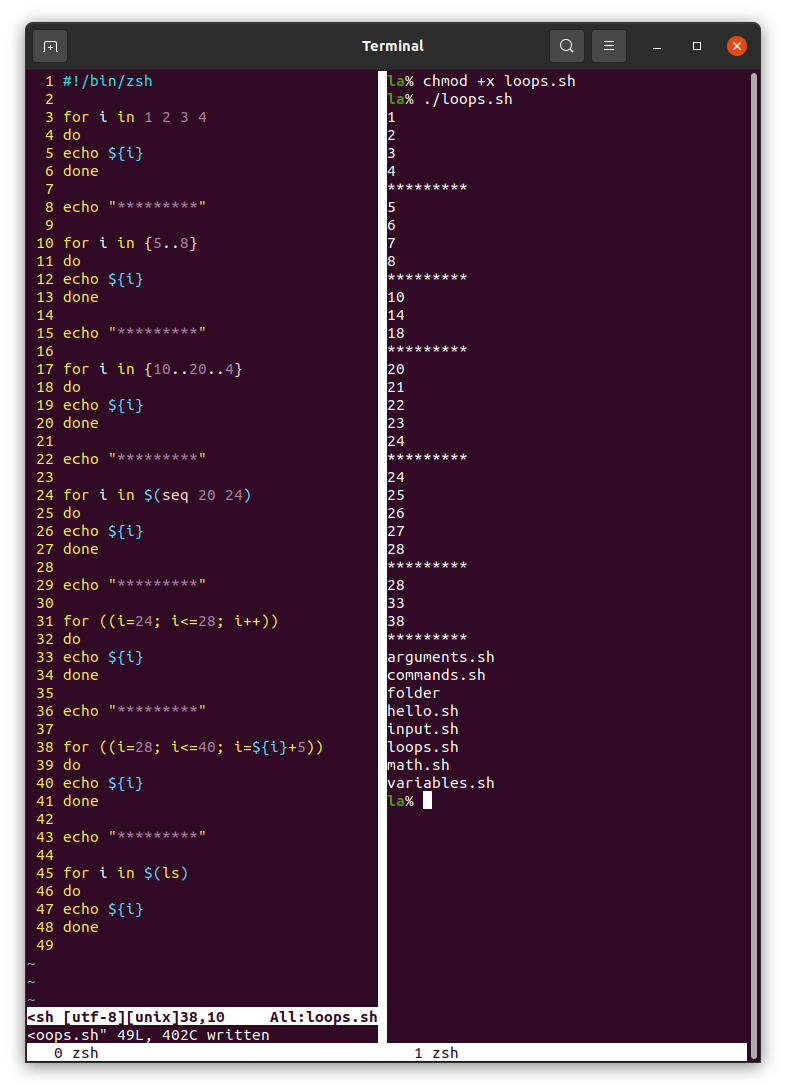 Terminal
1 #!/bin/zsh
2
3 for i in 1 2 3 4
4 do
5 echo ${i}
6 done
7
8 echo "*********"
9
10 for i in {5..8}
11 do
12 echo ${i}
13 done
14
15 echo "*********"
16
17 for i in {10..20..4}
18 do
19 echo ${i}
20 done
21
22 echo "*********"
23
24 for i in $(seq 20 24)
25 do
26 echo ${i}
27 done
28
29 echo "*********"
30
31 for ((i=24; i<=28; i++))
32 do
33 echo ${i}
34 done
35
36 echo "*********"
37
38 for ((i=28; i<=40; i=${i}+5))
39 do
40 echo ${i}
41 done
42
43 echo "*********"
44
45 for i in $(ls)
46 do
47 echo ${i}
48 done
49
~
~
~
<sh [utf-8][unix]38,10 All:loops.sh
<oops.sh" 49L, 402C written
la% chmod +x loops.sh
la% ./loops.sh
1
2
3
4
*********
5
6
7
8
*********
10
14
18
*********
20
21
22
23
24
*********
24
25
26
27
28
*********
28
33
38
*********
arguments.sh
commands.sh
folder
hello.sh
input.sh
loops.sh
math.sh
variables.sh
la%
0 zsh 1 zsh